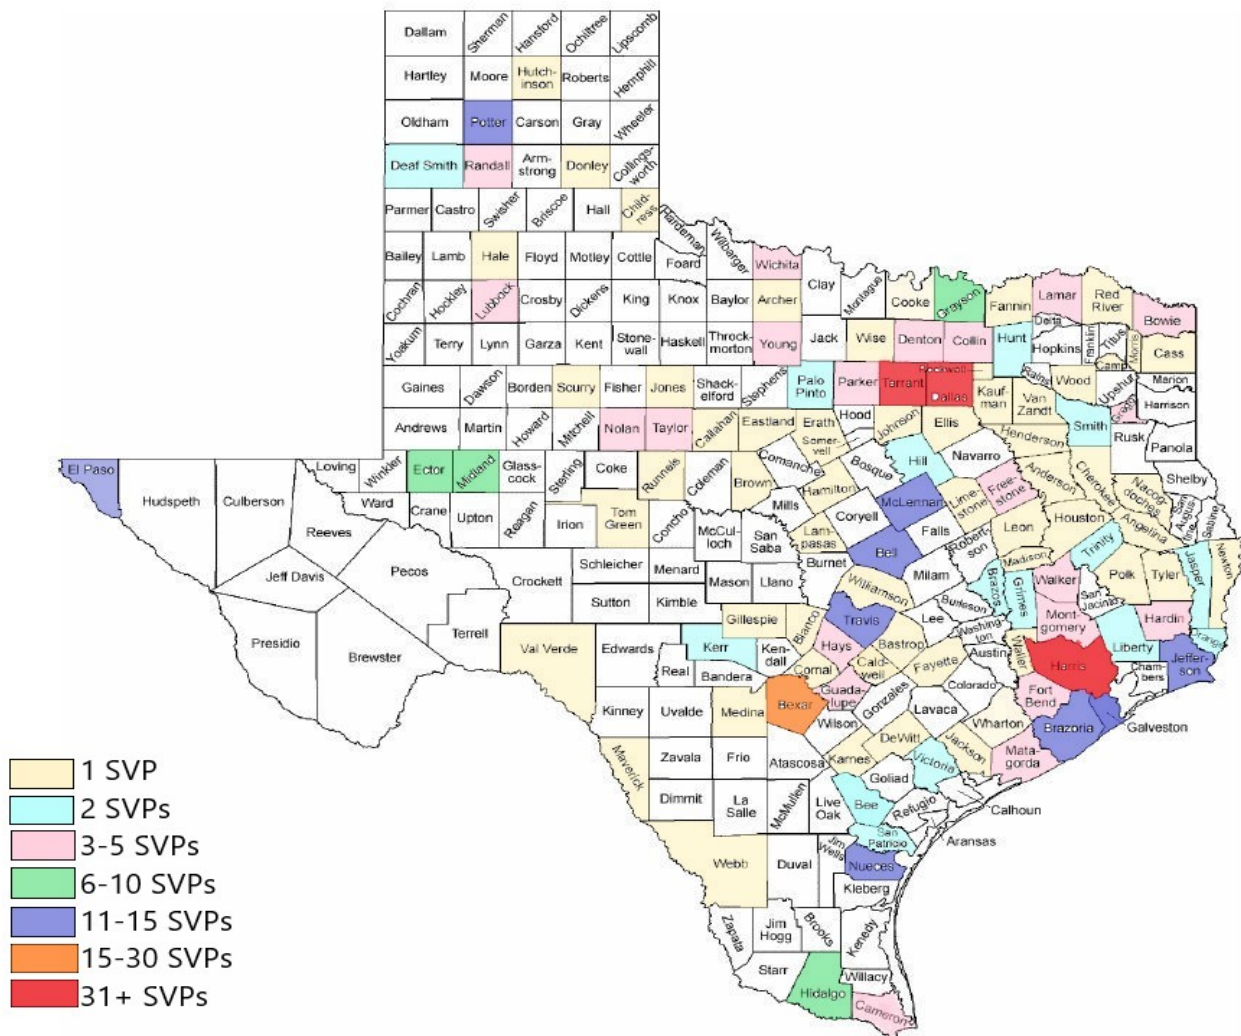 Dallam
Sherman
Hansford
Ochiltree
Lipscomb
Hartley
Moore
Hutch-
inson
Roberts
Hemphill
Oldham
Potter
Carson
Gray
Wheeler
Deaf Smith
Randall
Arm-
strong
Donley
Collings-
worth
Parmer
Castro
Swisher
Briscoe
Hall
Child-
ress
Hardeman
Bailey
Lamb
Hale
Floyd
Motley
Cottle
Foard
Wilbarger
Wichita
Clay
Montague
Cooke
Grayson
Fannin
Lamar
Red
River
Bowie
Cochran
Hockley
Lubbock
Crosby
Dickens
King
Knox
Baylor
Archer
Delta
Titus
Franklin
Morris
Cass
Yoakum
Terry
Lynn
Garza
Kent
Stone-
wall
Haskell
Throck-
morton
Young
Jack
Wise
Denton
Collin
Hunt
Hopkins
Camp
Rockwall
Gaines
Dawson
Borden
Scurry
Fisher
Jones
Shack-
elford
Stephens
Palo
Pinto
Parker
Tarrant
Dallas
Kauf-
man
Rains
Wood
Upshur
Marion
Harrison
Van
Zandt
Gregg
Andrews
Martin
Howard
Mitchell
Nolan
Taylor
Callahan
Eastland
Erath
Hood
Somer-
vell
Johnson
Ellis
Henderson
Smith
Rusk
Panola
El Paso
Hudspeth
Culberson
Loving
Winkler
Ector
Midland
Glass-
cock
Sterling
Coke
Runnels
Coleman
Brown
Comanche
Hamilton
Bosque
Hill
Navarro
Free-
stone
Anderson
Cherokee
Nacog-
doches
Shelby
Reeves
Ward
Crane
Upton
Reagan
Irion
Tom
Green
Concho
McCul-
loch
San
Saba
Mills
Lam-
pasas
Coryell
McLennan
Lime-
stone
Falls
Leon
Houston
Angelina
San
Augus-
tine
Sabine
Jeff Davis
Pecos
Crockett
Schleicher
Menard
Mason
Llano
Burnet
Bell
Milam
Robert-
son
Madison
Trinity
Polk
Tyler
Jasper
Newton
Presidio
Brewster
Terrell
Sutton
Kimble
Gillespie
Blanco
Williamson
Travis
Lee
Burleson
Brazos
Grimes
Walker
San
Jacinto
Hardin
Orange
Val Verde
Edwards
Kerr
Real
Bandera
Ken-
dall
Comal
Hays
Cald-
well
Bastrop
Fayette
Washing-
ton
Austin
Waller
Mont-
gomery
Liberty
Jeffer-
son
Kinney
Uvalde
Medina
Bexar
Guada-
lupe
Gonzales
Lavaca
Colorado
Fort
Bend
Harris
Cham-
bers
Galveston
Maverick
Zavala
Frio
Atascosa
Wilson
Karnes
DeWitt
Jackson
Wharton
Mata-
gorda
Brazoria
Dimmit
La
Salle
McMullen
Live
Oak
Bee
Goliad
Victoria
Refugio
Calhoun
Aransas
Webb
Duval
Jim
Wells
San
Patricio
Nueces
Kleberg
Zapata
Jim
Hogg
Brooks
Kenedy
Starr
Hidalgo
Willacy
Cameron
1 SVP
2 SVPs
3-5 SVPs
6-10 SVPs
11-15 SVPs
15-30 SVPs
31+ SVPs